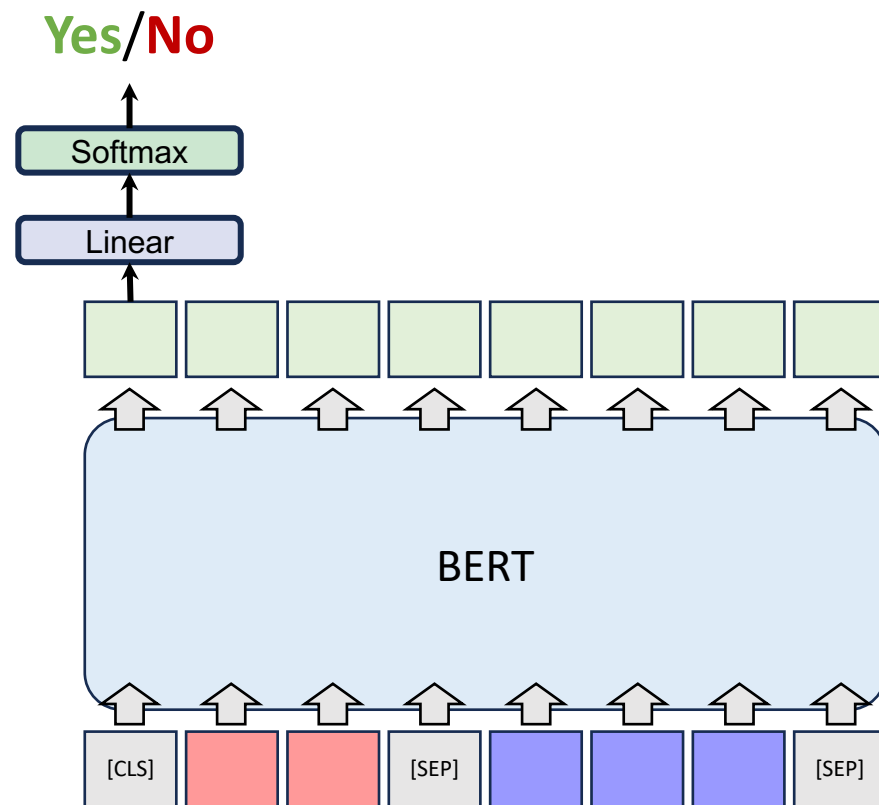 Yes/No
Softmax
Linear
BERT
[CLS] [SEP] [SEP]